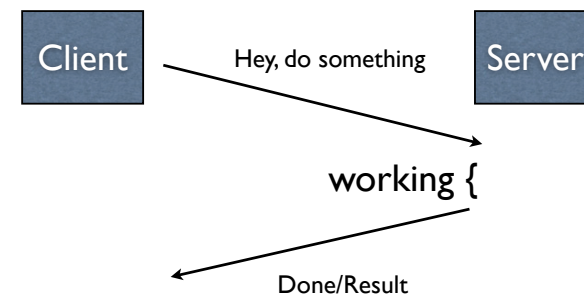 Client
Hey, do something
Server
working {
Done/Result